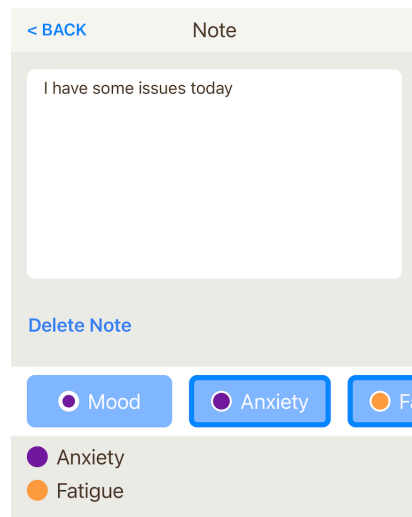 < BACK Note
I have some issues today
Delete Note
Mood Anxiety
Anxiety
Fatigue